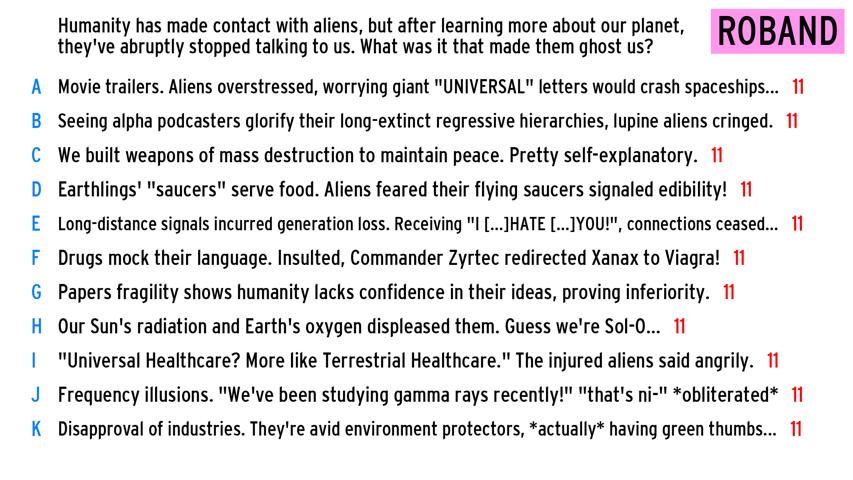 Humanity has made contact with aliens, but after learning more about our planet,
they've abruptly stopped talking to us. What was it that made them ghost us?
ROBAND
A Movie trailers. Aliens overstressed, worrying giant "UNIVERSAL" letters would crash spaceships... 11
B Seeing alpha podcasters glorify their long-extinct regressive hierarchies, lupine aliens cringed. 11
C We built weapons of mass destruction to maintain peace. Pretty self-explanatory. 11
D Earthlings' "saucers" serve food. Aliens feared their flying saucers signaled edibility! 11
E Long-distance signals incurred generation loss. Receiving "I [...]HATE [...]YOU!", connections ceased... 11
F Drugs mock their language. Insulted, Commander Zyrtec redirected Xanax to Viagra! 11
G Papers fragility shows humanity lacks confidence in their ideas, proving inferiority. 11
H Our Sun's radiation and Earth's oxygen displeased them. Guess we're Sol-O... 11
I "Universal Healthcare? More like Terrestrial Healthcare." The injured aliens said angrily. 11
J Frequency illusions. "We've been studying gamma rays recently!" "that's ni-" *obliterated* 11
K Disapproval of industries. They're avid environment protectors, *actually* having green thumbs... 11